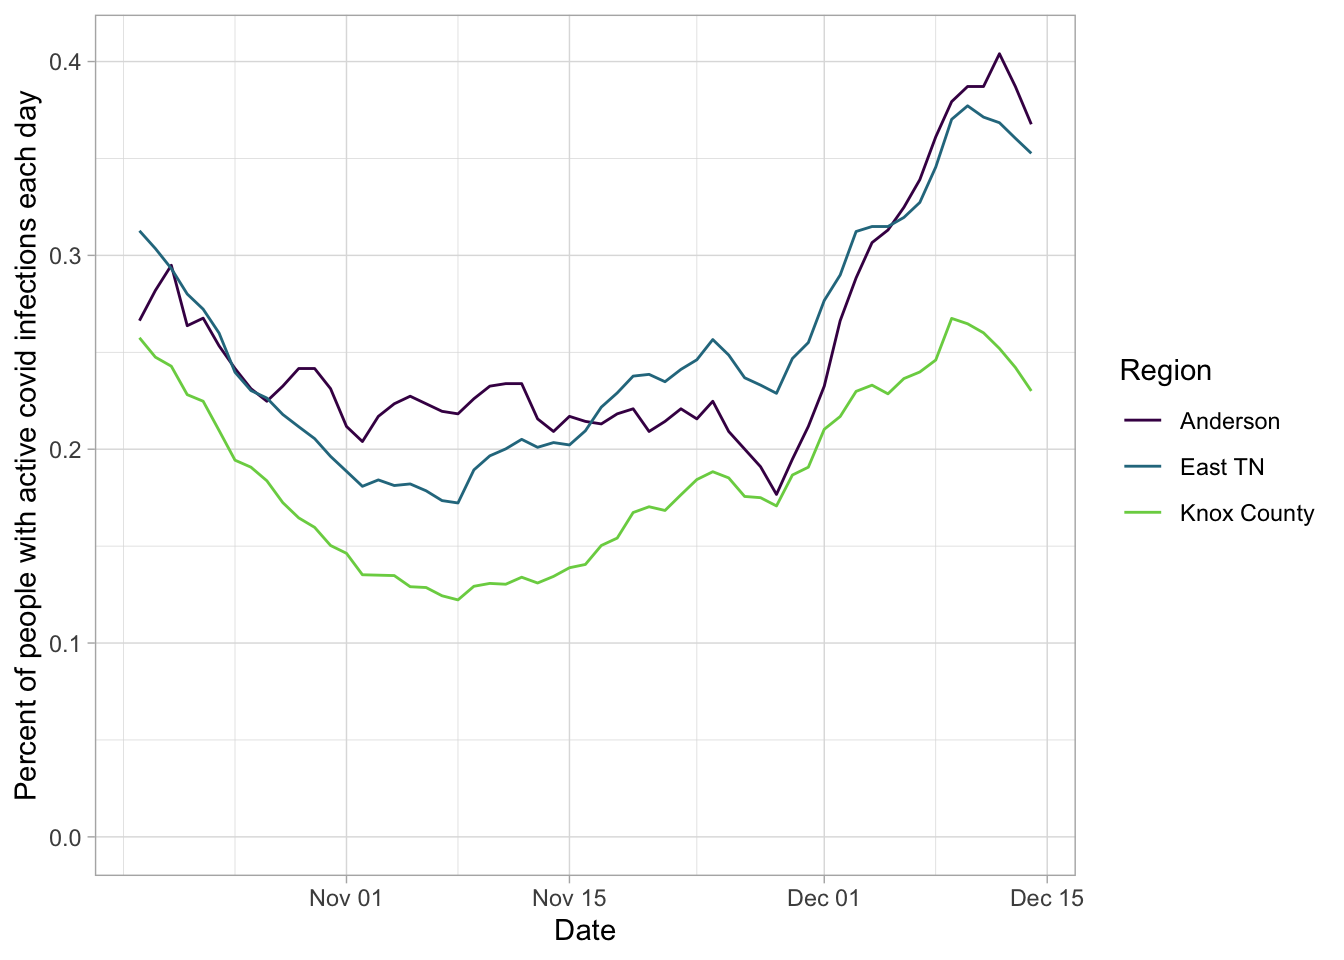 Percent of people with active covid infections each day
0.4
0.3
0.2
0.1
0.0
Nov 01
Nov 15
Dec 01
Dec 15
Date
Region
Anderson
East TN
Knox County